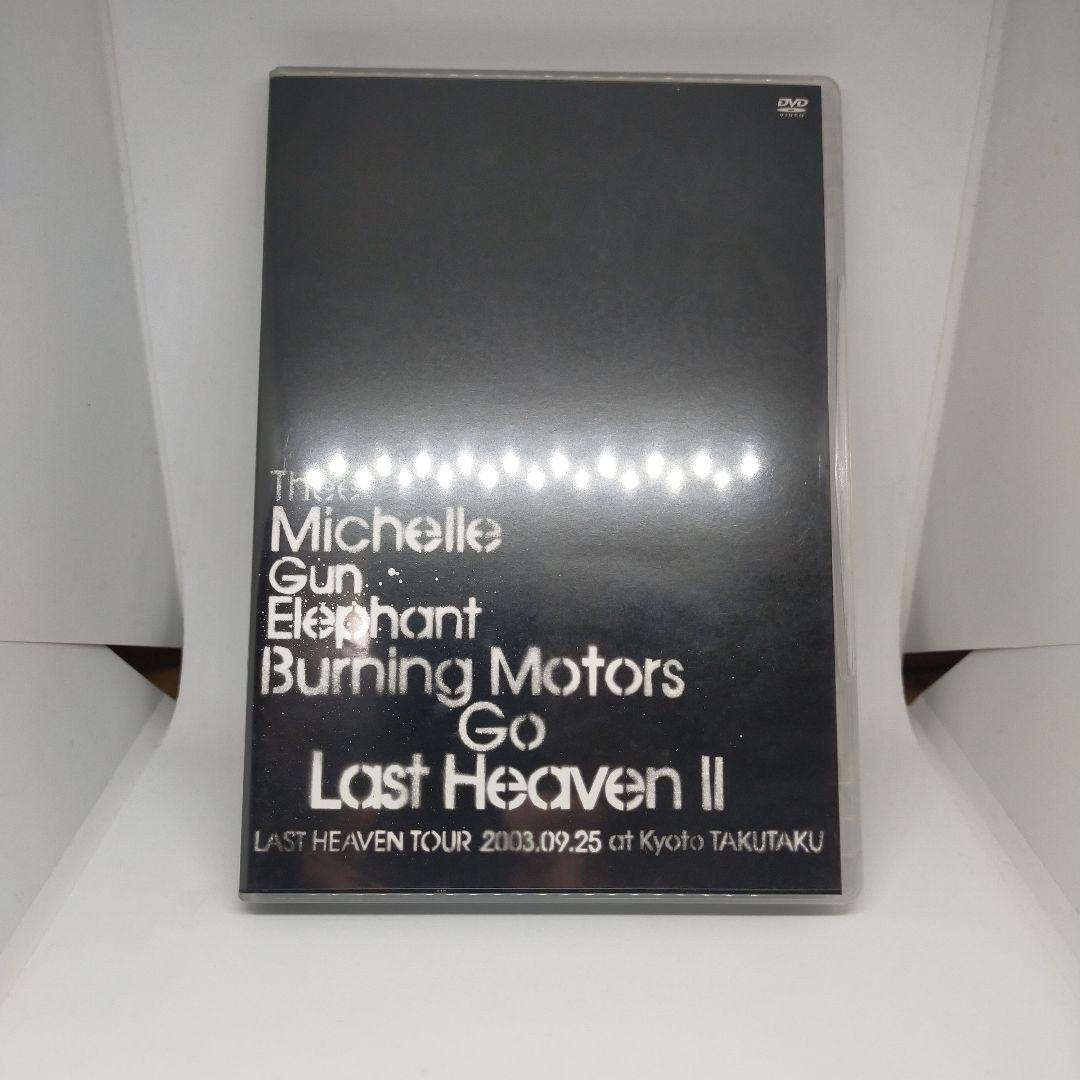 DVD
VIDEO
Thee
Michelle
Gun
Elephant
Burning Motors
Go
Last Heaven II
LAST HEAVEN TOUR 2003.09.25 at Kyoto TAKUTAKU